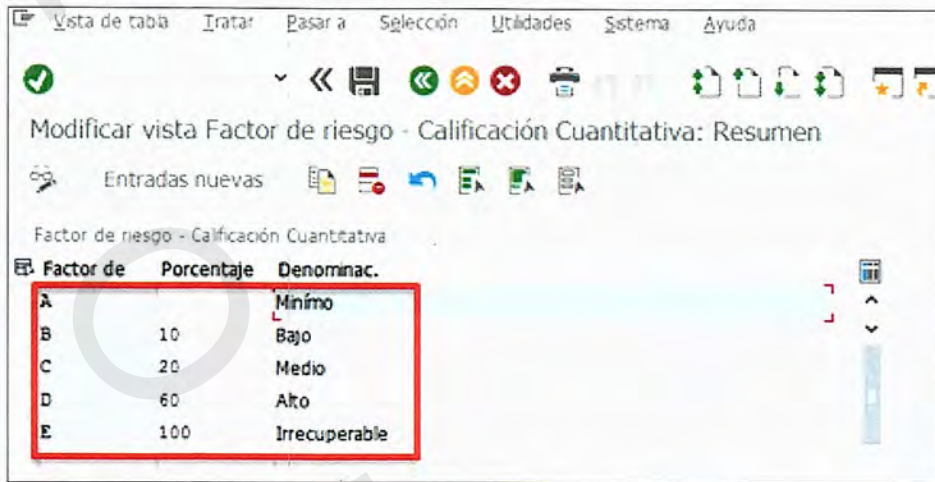 Vista de tabla Tratar Pasar a Selección Utilidades Sistema Ayuda
Modificar vista Factor de riesgo - Calificación Cuantitativa: Resumen
Entradas nuevas
Factor de riesgo - Calificación Cuantitativa
Factor de Porcentaje Denominac.
A Minímo
B 10 Bajo
C 20 Medio
D 60 Alto
E 100 Irrecuperable